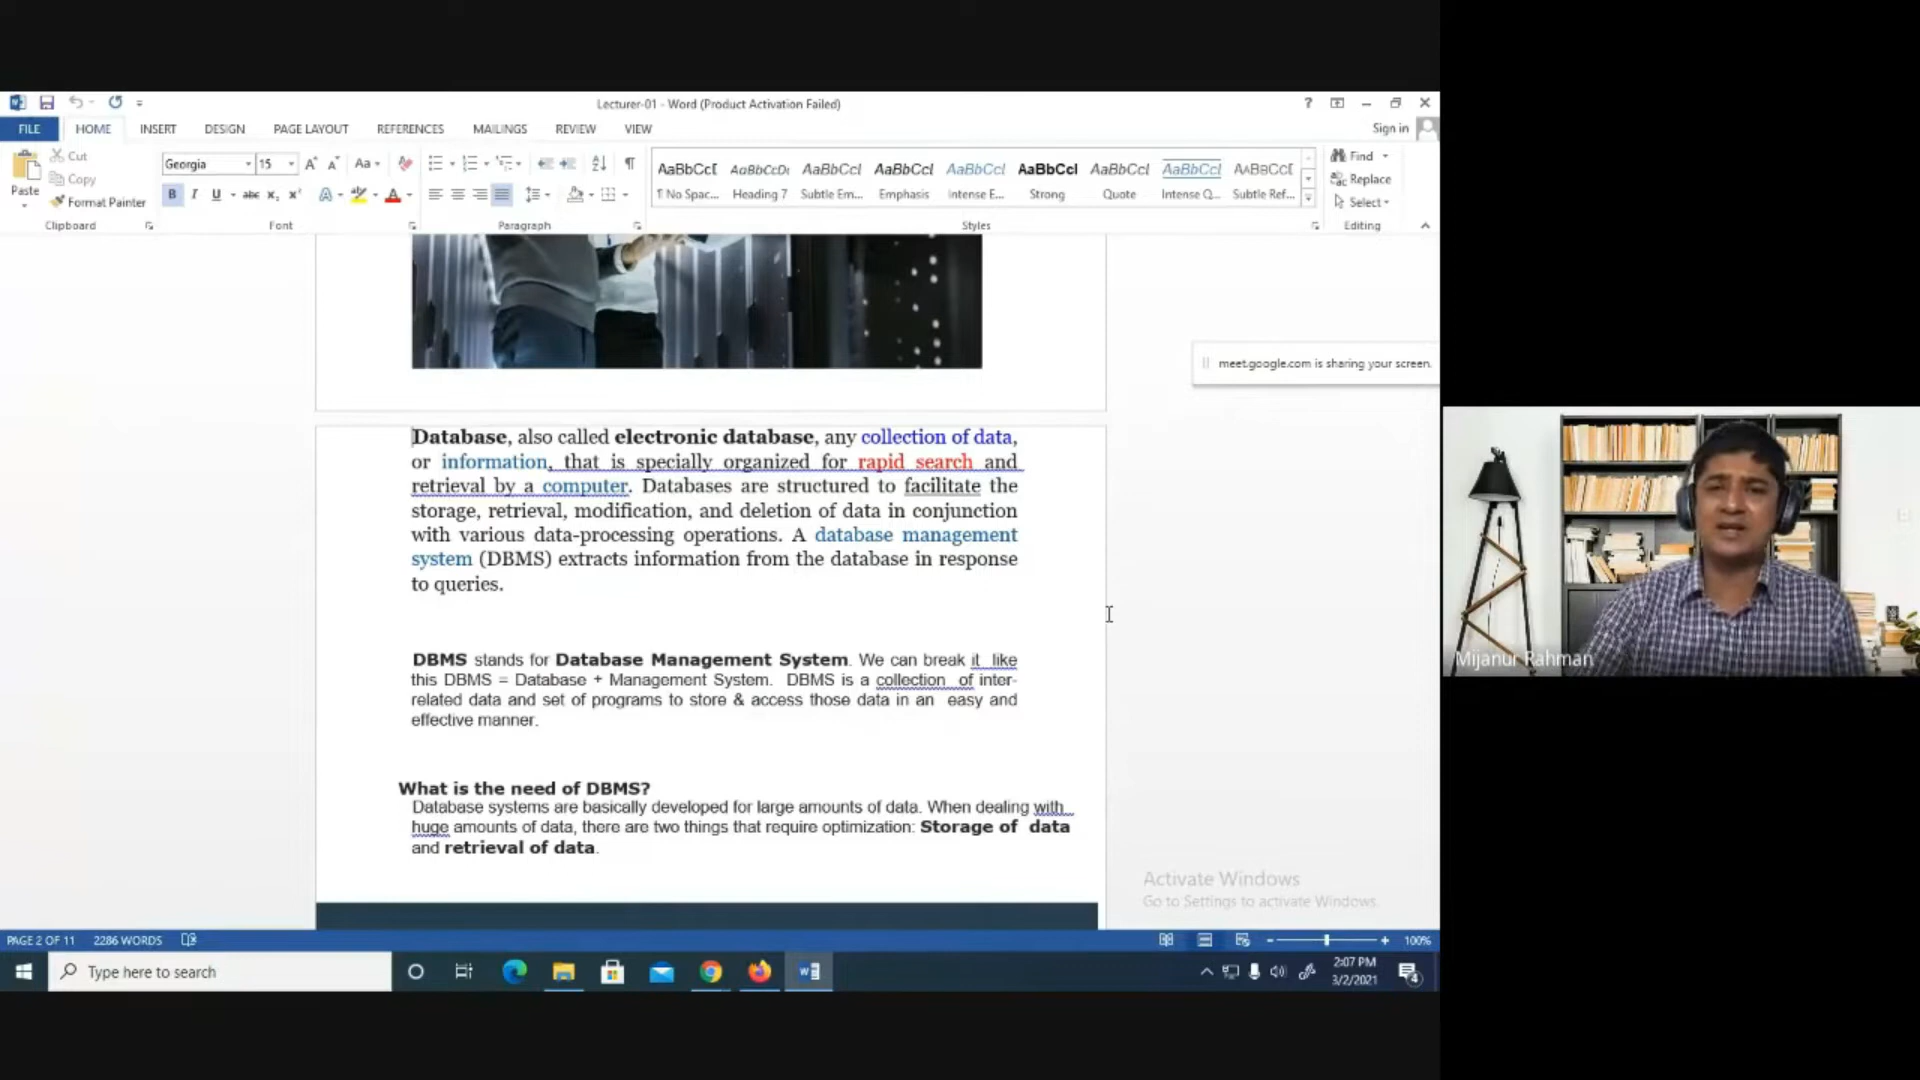 Lecturer-01 - Word (Product Activation Failed)
FILE HOME INSERT DESIGN PAGE LAYOUT REFERENCES MAILINGS REVIEW VIEW Sign in
Cut
Copy
Paste
Format Painter
Clipboard
Georgia 15
Font
Paragraph
AaBbCcI AaBbCcDı AaBbCcl AaBbCcl AaBbCcl AaBbCcl AaBbCcl AaBbCcl AABBCCI
¶ No Spac... Heading 7 Subtle Em... Emphasis Intense E... Strong Quote Intense Q... Subtle Ref...
Styles
Find
Replace
Select
Editing
meet.google.com is sharing your screen.
Database, also called electronic database, any collection of data,
or information, that is specially organized for rapid search and
retrieval by a computer. Databases are structured to facilitate the
storage, retrieval, modification, and deletion of data in conjunction
with various data-processing operations. A database management
system (DBMS) extracts information from the database in response
to queries.
DBMS stands for Database Management System. We can break it like
this DBMS = Database + Management System. DBMS is a collection of inter-
related data and set of programs to store & access those data in an easy and
effective manner.
What is the need of DBMS?
Database systems are basically developed for large amounts of data. When dealing with
huge amounts of data, there are two things that require optimization: Storage of data
and retrieval of data.
Activate Windows
Go to Settings to activate Windows.
PAGE 2 OF 11 2286 WORDS 100%
Type here to search
2:07 PM
3/2/2021
4
Mijanur Rahman